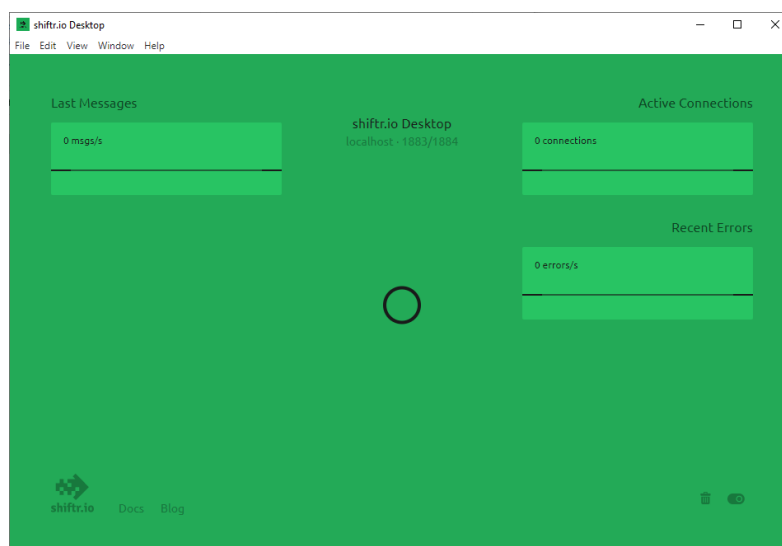 shiftr.io Desktop
File Edit View Window Help
Last Messages
0 msgs/s
shiftr.io Desktop
localhost · 1883/1884
Active Connections
0 connections
Recent Errors
0 errors/s
shiftr.io
Docs Blog